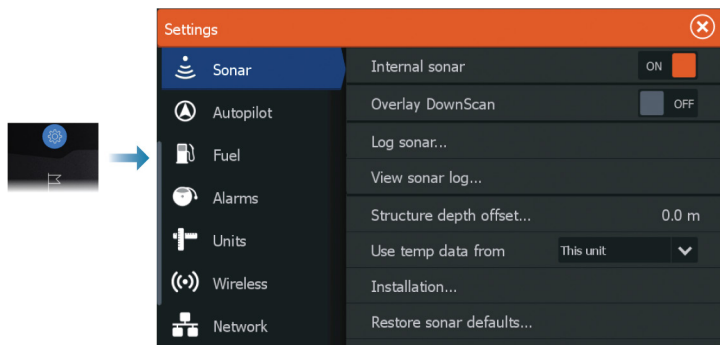 Settings
Sonar
Autopilot
Fuel
Alarms
Units
Wireless
Network
Internal sonar ON
Overlay DownScan OFF
Log sonar...
View sonar log...
Structure depth offset... 0.0 m
Use temp data from This unit
Installation...
Restore sonar defaults...